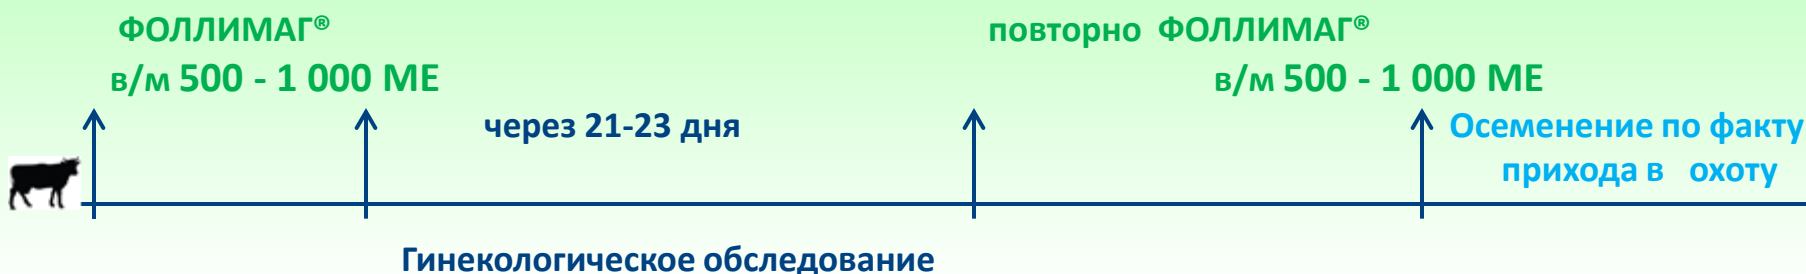 ФОЛЛИМАГ®
в/м 500 - 1 000 МЕ
через 21-23 дня
повторно ФОЛЛИМАГ®
в/м 500 - 1 000 МЕ
Осеменение по факту
прихода в охоту
Гинекологическое обследование